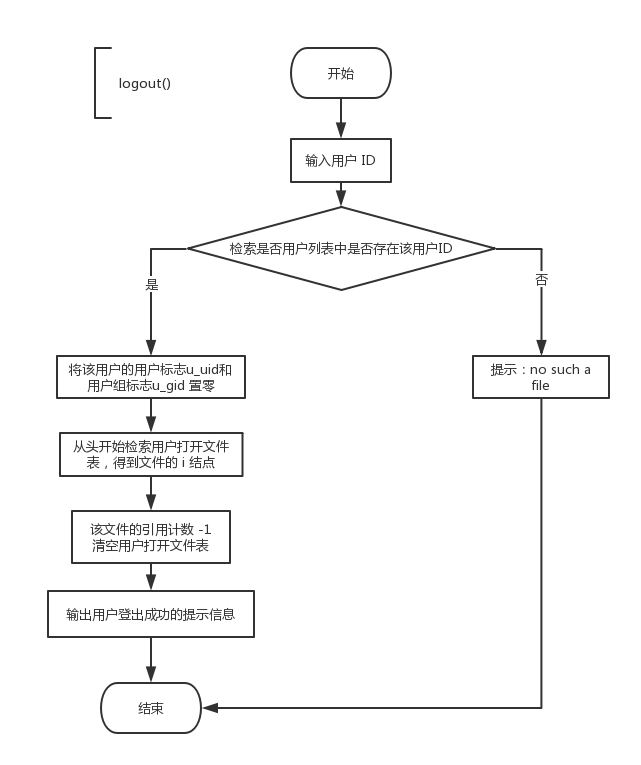 logout()
开始
输入用户 ID
检索是否用户列表中是否存在该用户ID
是
否
将该用户的用户标志u_uid和
用户组标志u_gid 置零
提示：no such a
file
从头开始检索用户打开文件
表，得到文件的 i 结点
该文件的引用计数 -1
清空用户打开文件表
输出用户登出成功的提示信息
结束